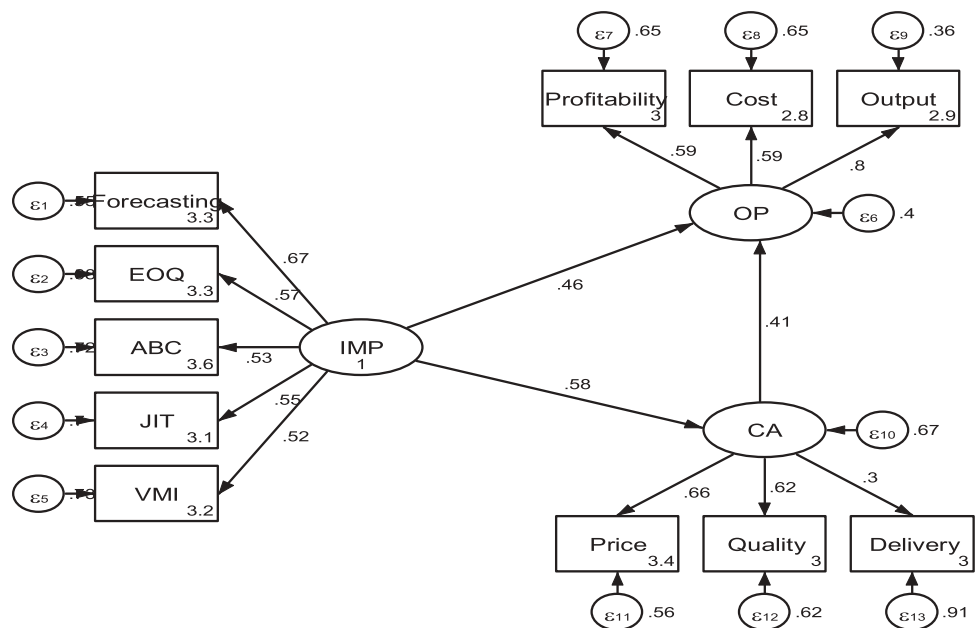 ε7 .65
ε8 .65
ε9 .36
Profitability 3
Cost 2.8
Output 2.9
.59
.59
.8
ε1
Forecasting 3.3
OP
ε6 .4
ε2
EOQ 3.3
.67
.57
.46
.41
ε3
ABC 3.6
.53
IMP 1
.58
ε4
JIT 3.1
.55
.52
CA
ε10 .67
ε5
VMI 3.2
.66
.62
.3
Price 3.4
Quality 3
Delivery 3
ε11 .56
ε12 .62
ε13 .91